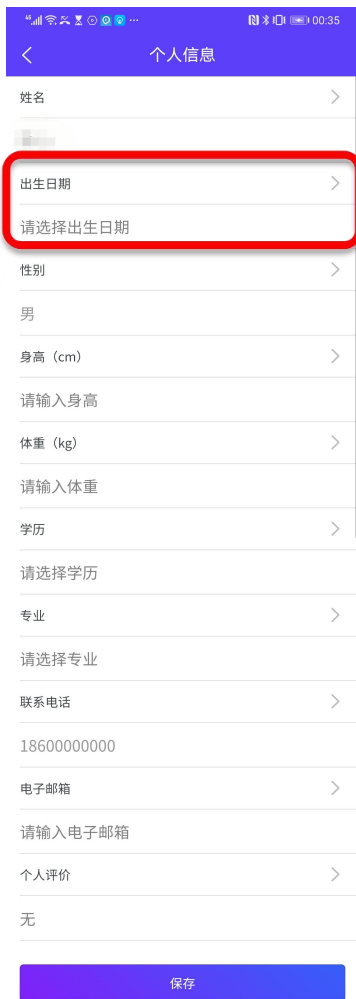 00:35
个人信息
姓名
出生日期
请选择出生日期
性别
男
身高（cm）
请输入身高
体重（kg）
请输入体重
学历
请选择学历
专业
请选择专业
联系电话
18600000000
电子邮箱
请输入电子邮箱
个人评价
无
保存